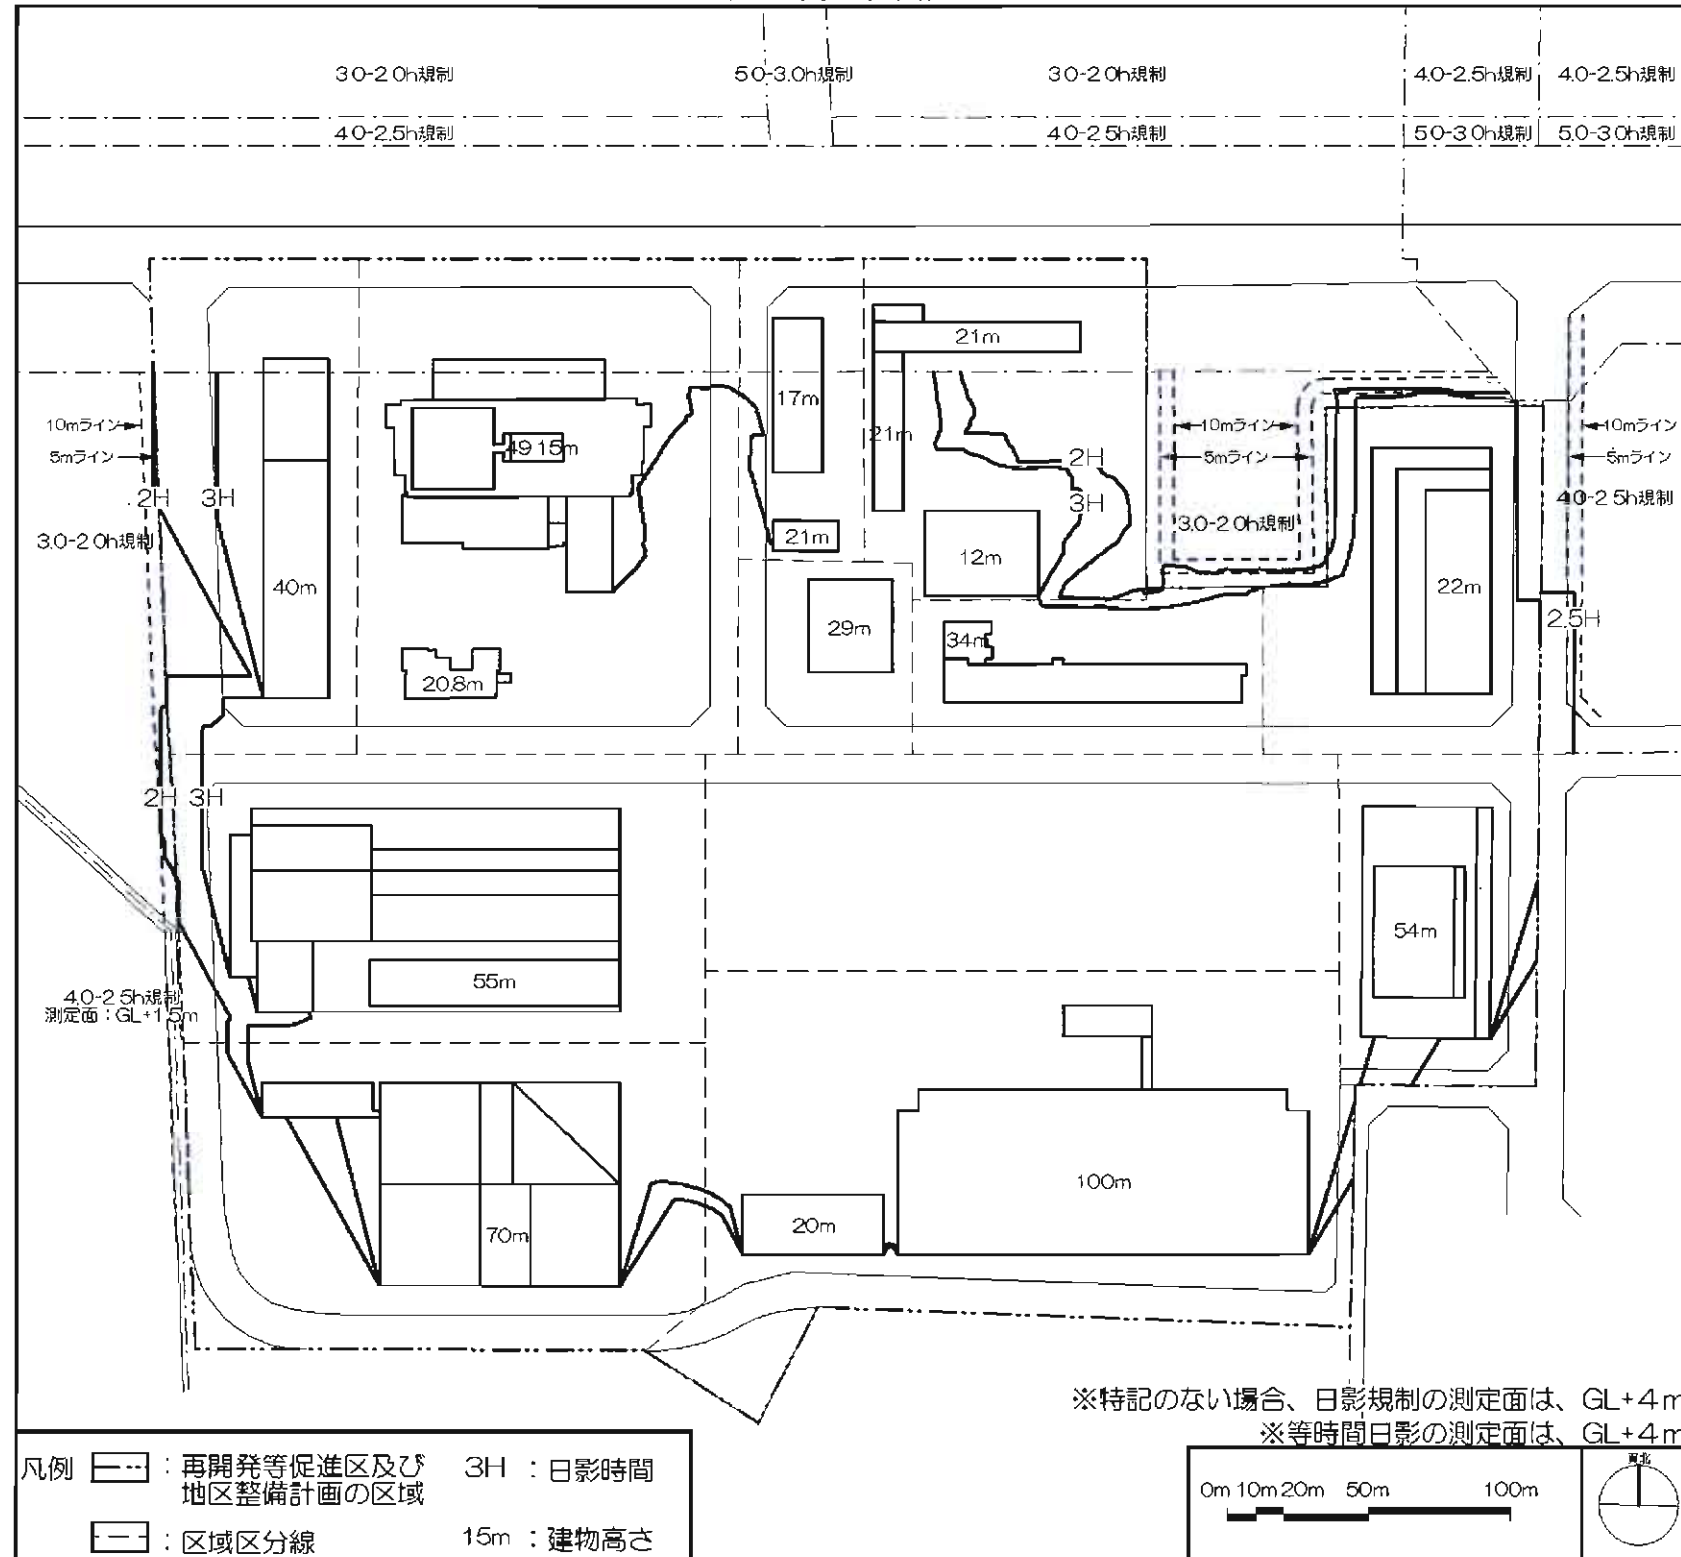 3.0-2.0h規制
5.0-3.0h規制
3.0-2.0h規制
4.0-2.5h規制
4.0-2.5h規制
4.0-2.5h規制
4.0-2.5h規制
5.0-3.0h規制
5.0-3.0h規制
21m
17m
21m
49.15m
10mライン
5mライン
10mライン
5mライン
10mライン
5mライン
2H
3H
2H
3H
4.0-2.5h規制
3.0-2.0h規制
3.0-2.0h規制
21m
12m
40m
22m
29m
34m
2.5H
20.8m
2H
3H
54m
55m
4.0-2.5h規制
測定面：GL+1.5m
100m
20m
70m
※特記のない場合、日影規制の測定面は、GL+4m
※等時間日影の測定面は、GL+4m
凡例
：再開発等促進区及び
地区整備計画の区域
3H ：日影時間
：区域区分線
15m ：建物高さ
0m 10m 20m 50m 100m
真北